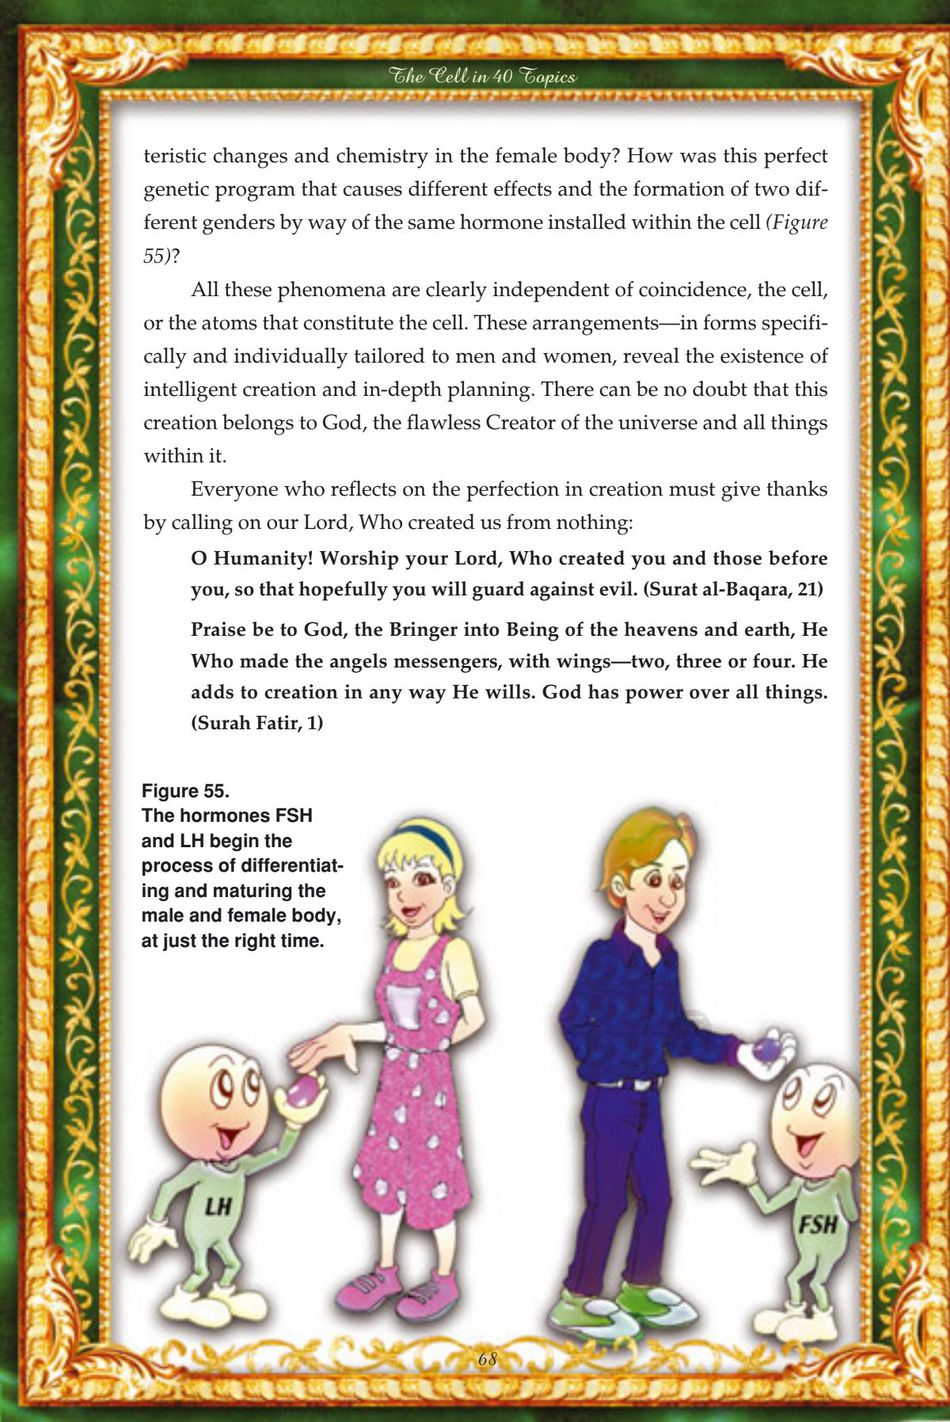 The Cell in 40 Topics
teristic changes and chemistry in the female body? How was this perfect
genetic program that causes different effects and the formation of two dif-
ferent genders by way of the same hormone installed within the cell (Figure
55)?
All these phenomena are clearly independent of coincidence, the cell,
or the atoms that constitute the cell. These arrangements—in forms specifi-
cally and individually tailored to men and women, reveal the existence of
intelligent creation and in-depth planning. There can be no doubt that this
creation belongs to God, the flawless Creator of the universe and all things
within it.
Everyone who reflects on the perfection in creation must give thanks
by calling on our Lord, Who created us from nothing:
O Humanity! Worship your Lord, Who created you and those before
you, so that hopefully you will guard against evil. (Surat al-Baqara, 21)
Praise be to God, the Bringer into Being of the heavens and earth, He
Who made the angels messengers, with wings—two, three or four. He
adds to creation in any way He wills. God has power over all things.
(Surah Fatir, 1)
Figure 55.
The hormones FSH
and LH begin the
process of differentiat-
ing and maturing the
male and female body,
at just the right time.
LH
FSH
68